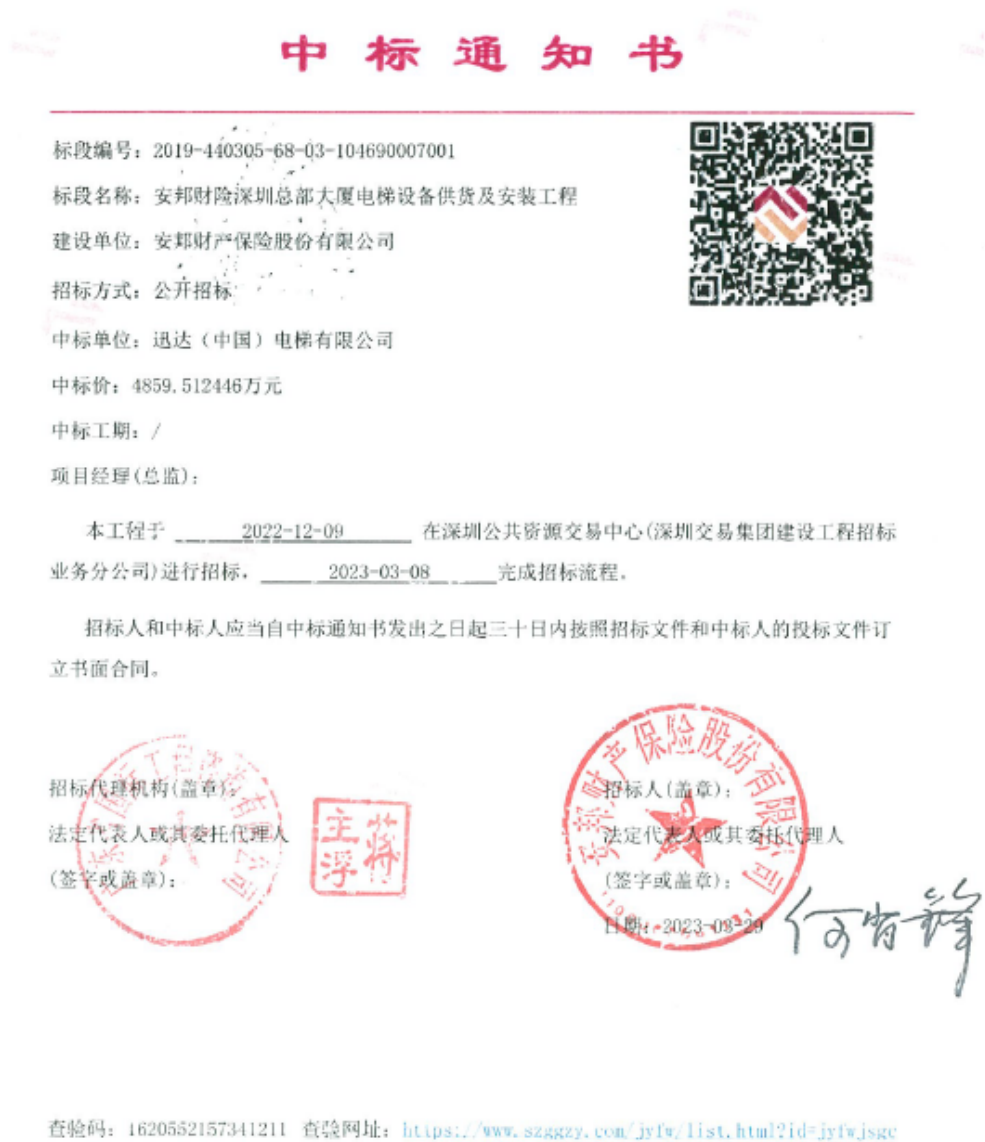 中标通知书
标段编号：2019-440305-68-03-104690007001
标段名称：安邦财险深圳总部大厦电梯设备供货及安装工程
建设单位：安邦财产保险股份有限公司
招标方式：公开招标
中标单位：迅达（中国）电梯有限公司
中标价：4859.512446万元
中标工期：/
项目经理(总监)：
本工程于 2022-12-09 在深圳公共资源交易中心(深圳交易集团建设工程招标
业务分公司)进行招标， 2023-03-08 完成招标流程。
招标人和中标人应当自中标通知书发出之日起三十日内按照招标文件和中标人的投标文件订
立书面合同。
招标代理机构(盖章)：
法定代表人或其委托代理人
(签字或盖章)：
工程咨询有限公司
蒋
主
浮
安邦财产保险股份有限公司
招标人(盖章)：
法定代表人或其委托代理人
(签字或盖章)：
日期：2023-03-29
何肖锋
查验码：1620552157341211 查验网址：https://www.szggzy.com/jyfw/list.html?id=jyfwjsgc